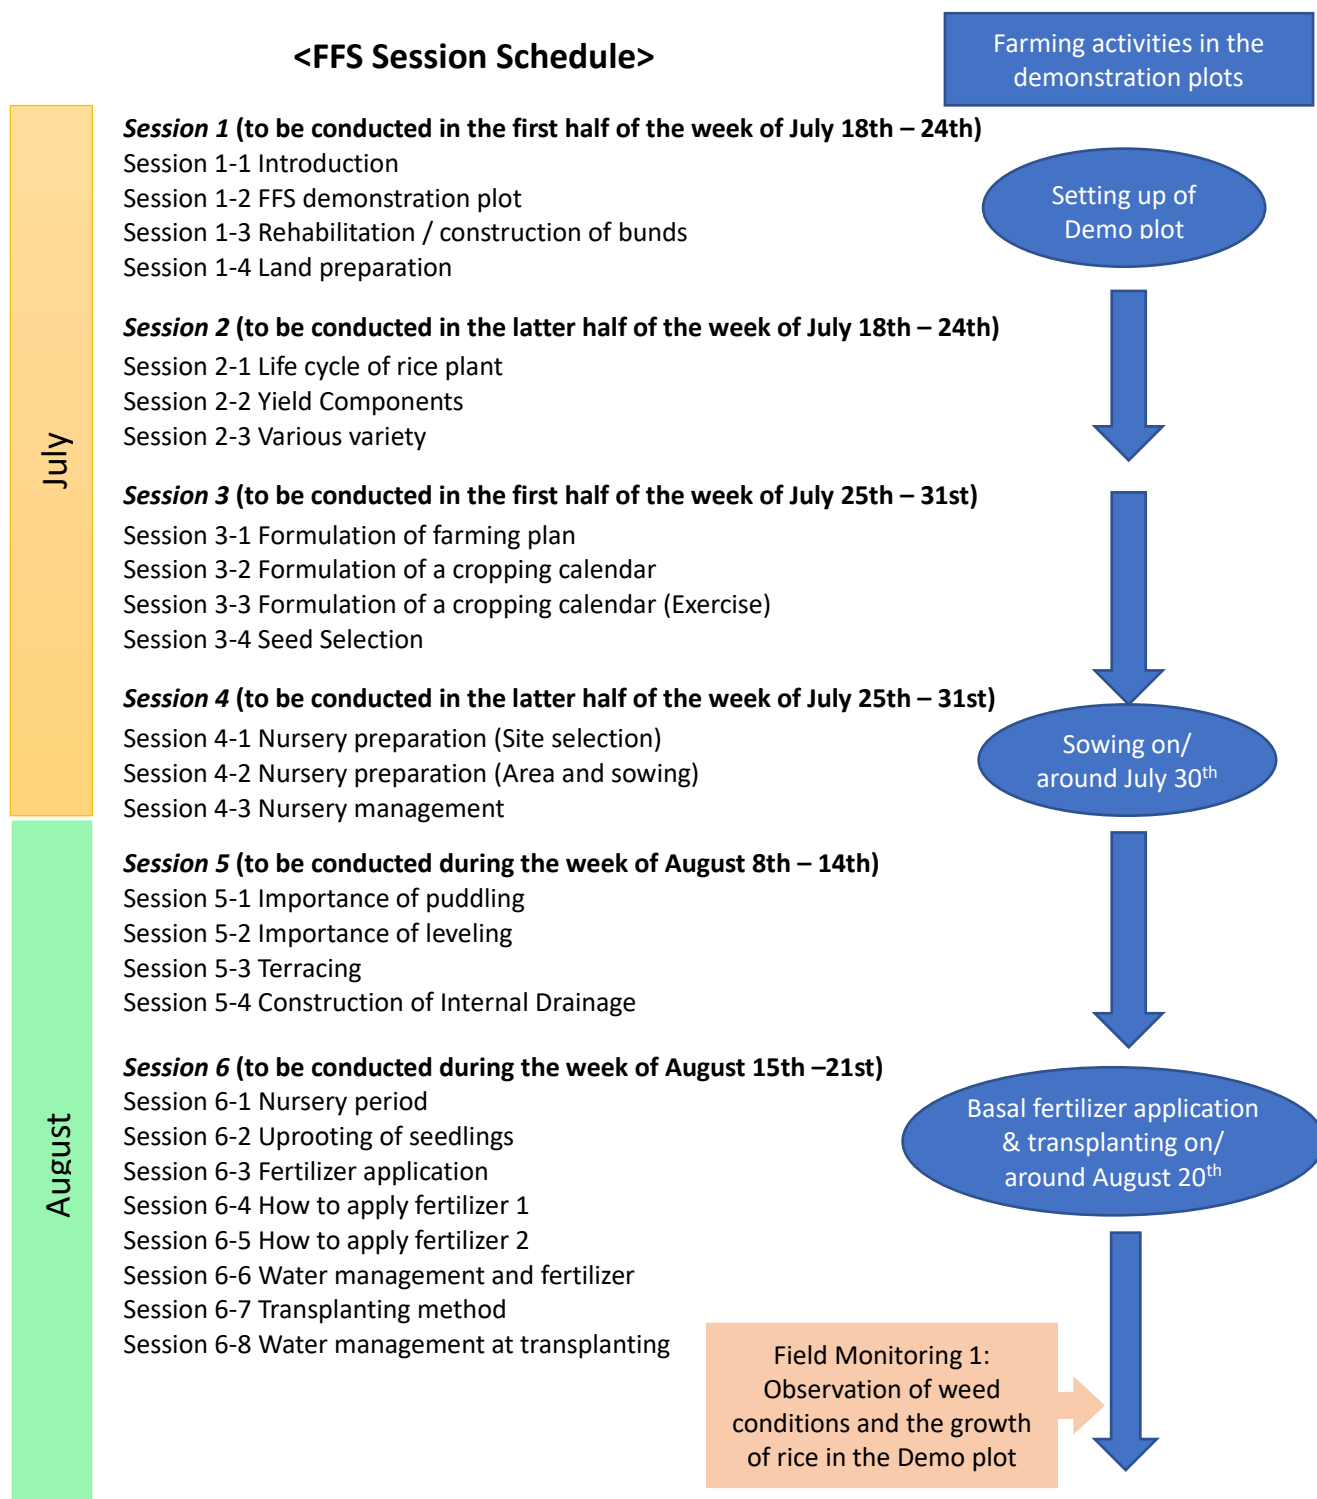 <FFS Session Schedule>
Farming activities in the
demonstration plots
July
Session 1 (to be conducted in the first half of the week of July 18th – 24th)
Session 1-1 Introduction
Session 1-2 FFS demonstration plot
Session 1-3 Rehabilitation / construction of bunds
Session 1-4 Land preparation
Setting up of
Demo plot
Session 2 (to be conducted in the latter half of the week of July 18th – 24th)
Session 2-1 Life cycle of rice plant
Session 2-2 Yield Components
Session 2-3 Various variety
Session 3 (to be conducted in the first half of the week of July 25th – 31st)
Session 3-1 Formulation of farming plan
Session 3-2 Formulation of a cropping calendar
Session 3-3 Formulation of a cropping calendar (Exercise)
Session 3-4 Seed Selection
Session 4 (to be conducted in the latter half of the week of July 25th – 31st)
Session 4-1 Nursery preparation (Site selection)
Session 4-2 Nursery preparation (Area and sowing)
Session 4-3 Nursery management
Sowing on/
around July 30th
August
Session 5 (to be conducted during the week of August 8th – 14th)
Session 5-1 Importance of puddling
Session 5-2 Importance of leveling
Session 5-3 Terracing
Session 5-4 Construction of Internal Drainage
Session 6 (to be conducted during the week of August 15th –21st)
Session 6-1 Nursery period
Session 6-2 Uprooting of seedlings
Session 6-3 Fertilizer application
Session 6-4 How to apply fertilizer 1
Session 6-5 How to apply fertilizer 2
Session 6-6 Water management and fertilizer
Session 6-7 Transplanting method
Session 6-8 Water management at transplanting
Basal fertilizer application
& transplanting on/
around August 20th
Field Monitoring 1:
Observation of weed
conditions and the growth
of rice in the Demo plot